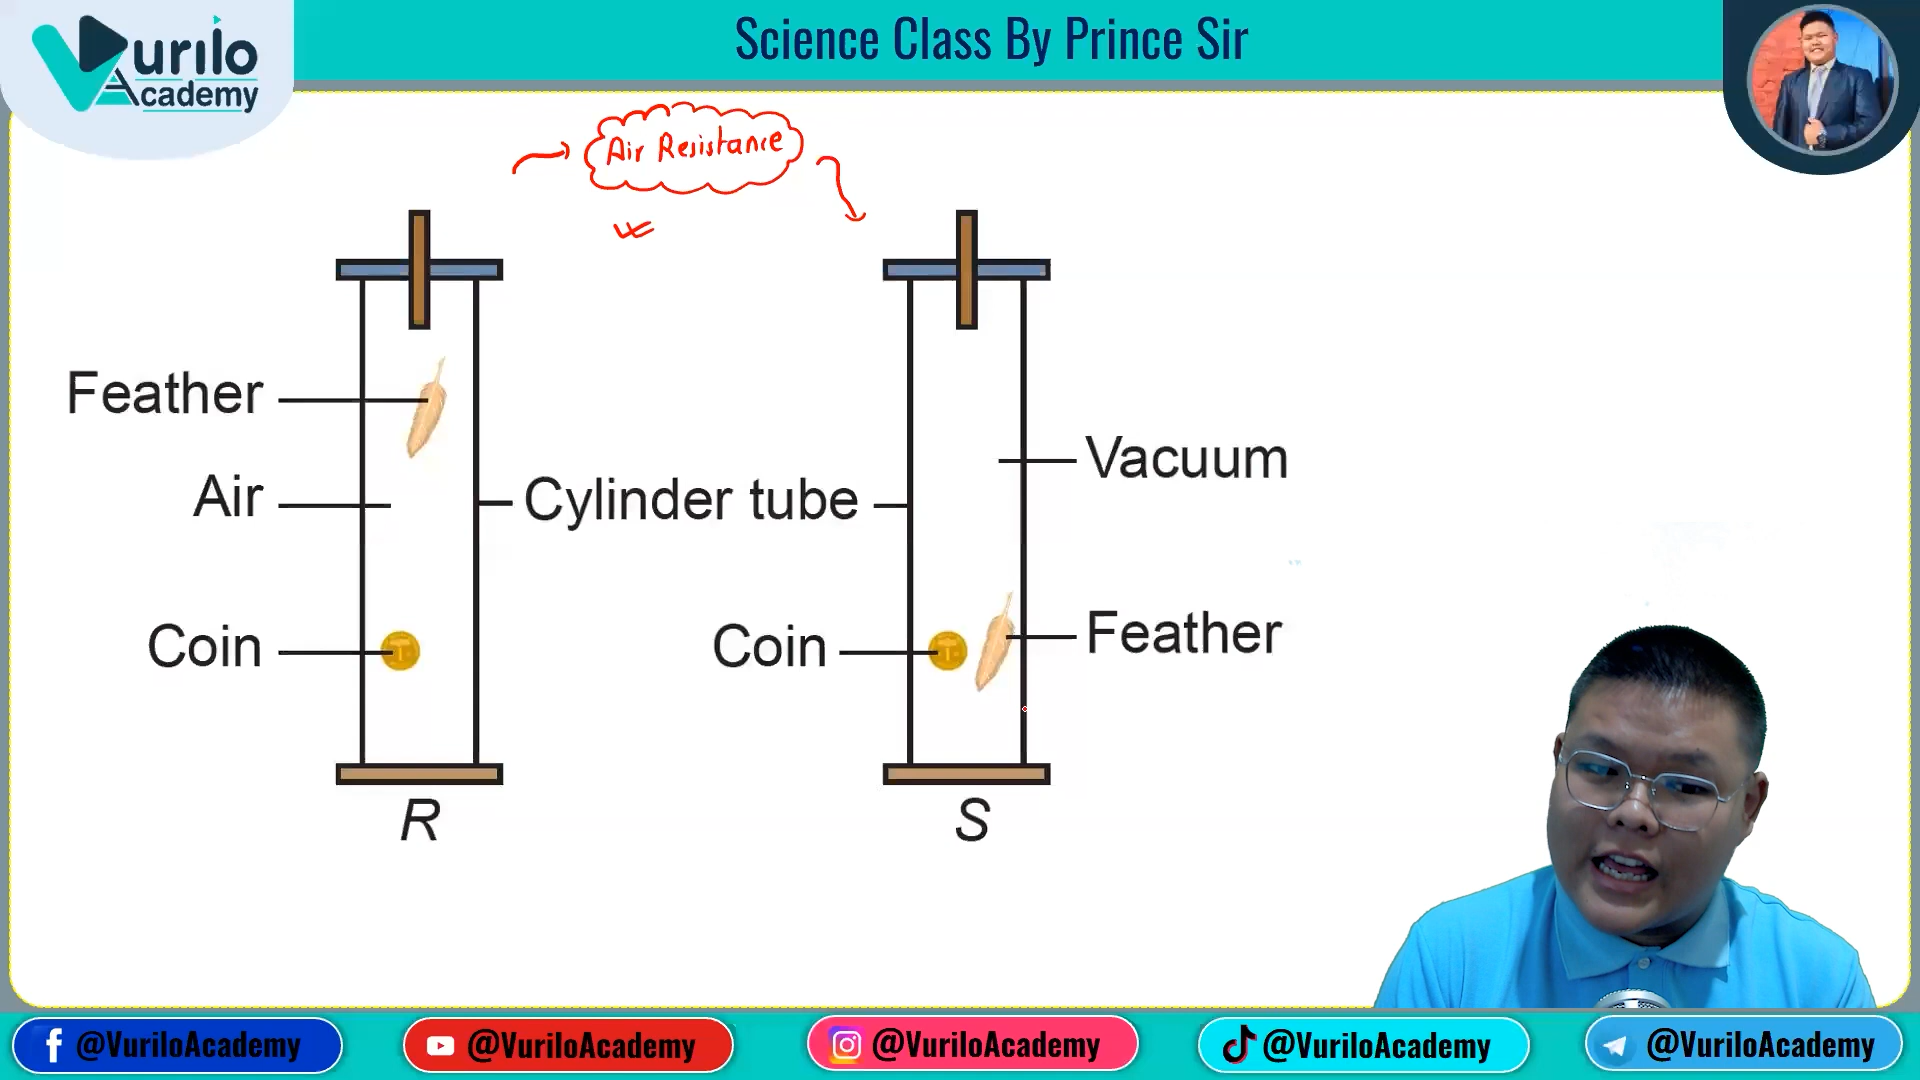 Vurilo
Academy
Science Class By Prince Sir
Air Resistance
Feather
Air
Cylinder tube
Vacuum
Coin
Coin
Feather
R
S
@VuriloAcademy
@VuriloAcademy
@VuriloAcademy
@VuriloAcademy
@VuriloAcademy